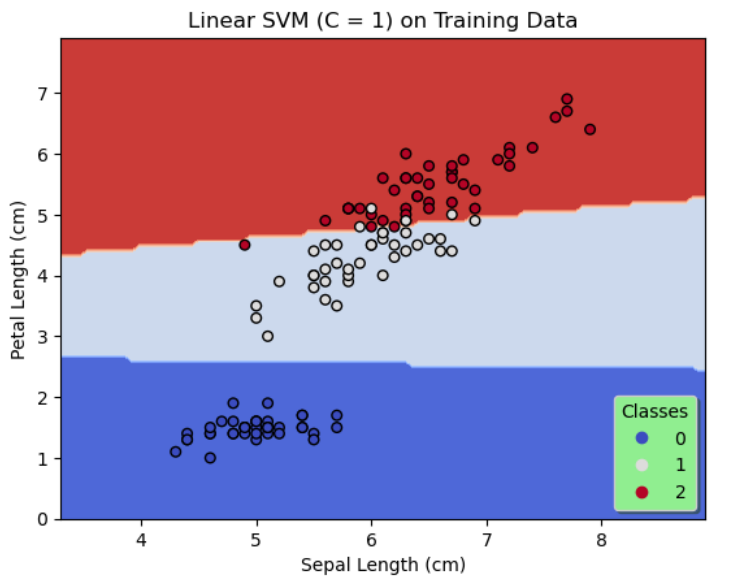 Linear SVM (C = 1) on Training Data
Petal Length (cm)
7
6
5
4
3
2
1
0
Classes
0
1
2
4 5 6 7 8
Sepal Length (cm)